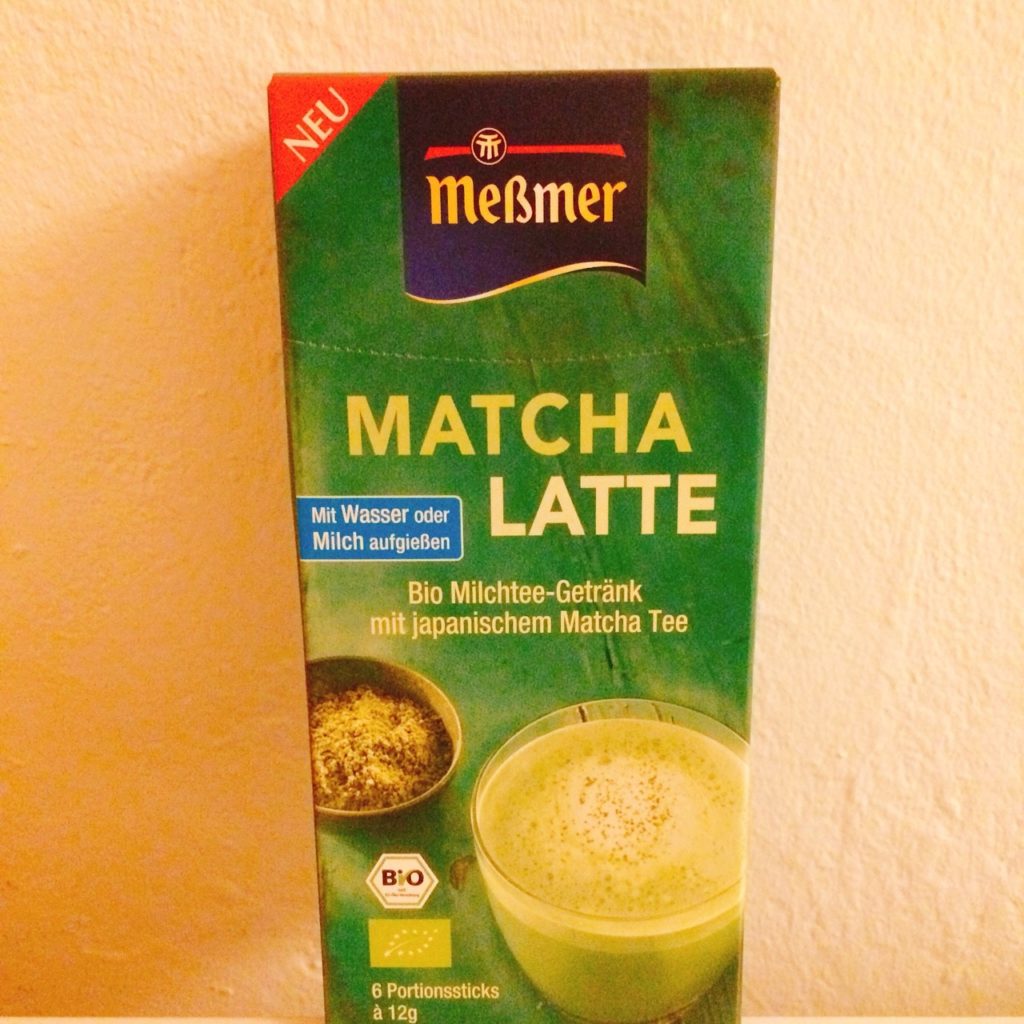 NEU
Meßmer
MATCHA
LATTE
Mit Wasser oder
Milch aufgießen
Bio Milchtee-Getränk
mit japanischem Matcha Tee
BiO
6 Portionssticks
à 12g